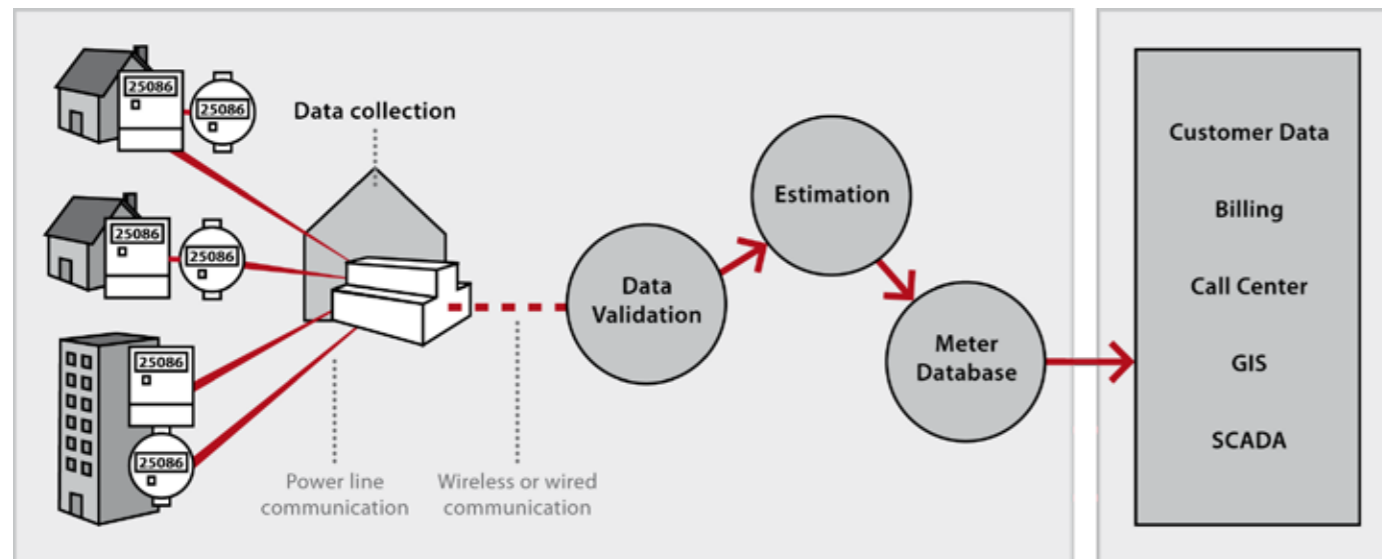 25086
25086
Data collection
25086
25086
25086
25086
Power line
communication
Wireless or wired
communication
Data
Validation
Estimation
Meter
Database
Customer Data
Billing
Call Center
GIS
SCADA